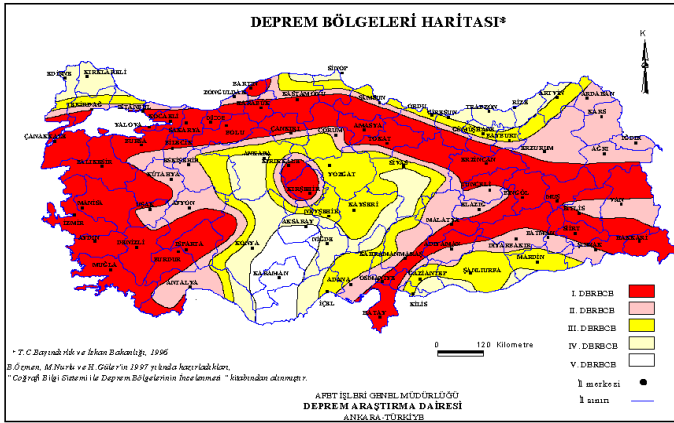 DEPREM BÖLGELERİ HARİTASI*
K
SİNOP
EDİRNE
KIRKLARELİ
BARTIN
ZONGULDAK
KASTAMONU
KARABÜK
SAMSUN
ARTVİN
ARDAHAN
TEKİRDAĞ
İSTANBUL
ORDU
GİRESUN
TRABZON
RİZE
KARS
KOCAELİ
YALOVA
SAKARYA
BOLU
ÇANKIRI
ÇORUM
AMASYA
TOKAT
GÜMÜŞHANE
BAYBURT
IĞDIR
ÇANAKKALE
BURSA
BİLECİK
ANKARA
KIRIKKALE
YOZGAT
SİVAS
ERZİNCAN
ERZURUM
AĞRI
BALIKESİR
ESKİŞEHİR
KÜTAHYA
KIRŞEHİR
TUNCELİ
BİNGÖL
MUŞ
MANİSA
UŞAK
AFYON
NEVŞEHİR
KAYSERİ
ELAZIĞ
BİTLİS
VAN
İZMİR
AKSARAY
MALATYA
BATMAN
SİİRT
AYDIN
DENİZLİ
ISPARTA
KONYA
NİĞDE
KAHRAMANMARAŞ
ADIYAMAN
DİYARBAKIR
ŞIRNAK
HAKKARİ
BURDUR
MUĞLA
ANTALYA
KARAMAN
ADANA
OSMANİYE
GAZİANTEP
ŞANLIURFA
MARDİN
İÇEL
KİLİS
HATAY
I. DERECE
II. DERECE
III. DERECE
IV. DERECE
V. DERECE
İl merkesi
İl sınırı
0 120 Kilometre
* T.C Bayındırlık ve İskan Bakanlığı, 1996
B.Özmen, M.Nurlu ve H.Güler'in 1997 yılında hazırladıkları,
"Coğrafi Bilgi Sistemi ile Deprem Bölgelerinin İncelenmesi" kitabından alınmıştır.
AFET İŞLERİ GENEL MÜDÜRLÜĞÜ
DEPREM ARAŞTIRMA DAİRESİ
ANKARA-TÜRKİYE